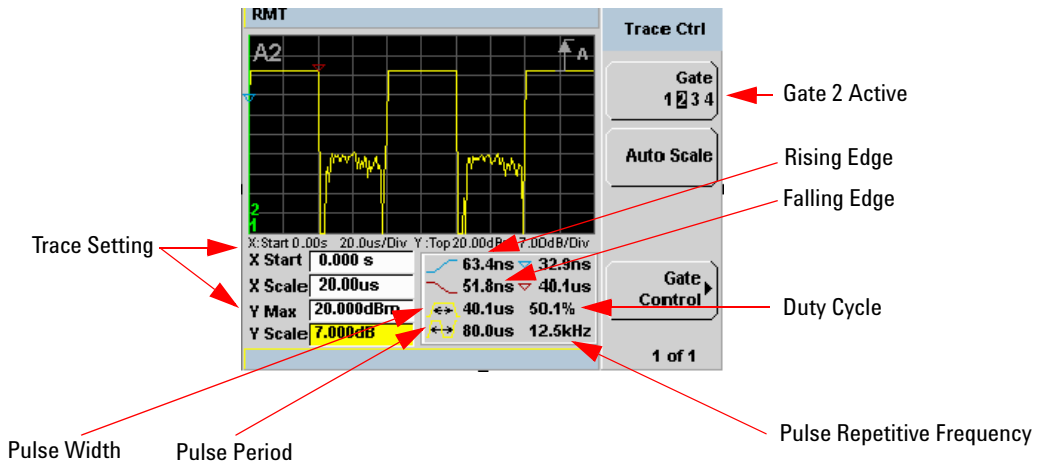 RMT
Trace Ctrl
A2
A
Gate
1 2 3 4
Gate 2 Active
Auto Scale
Rising Edge
Falling Edge
2
1
X:Start 0.00s 20.0us/Div Y:Top 20.00dB 7.00dB/Div
Trace Setting
X Start 0.000 s
63.4ns 32.9ns
X Scale 20.00us
51.8ns 40.1us
Gate
Control
Y Max 20.000dBm
40.1us 50.1%
Duty Cycle
Y Scale 7.000dB
80.0us 12.5kHz
1 of 1
Pulse Width
Pulse Period
Pulse Repetitive Frequency